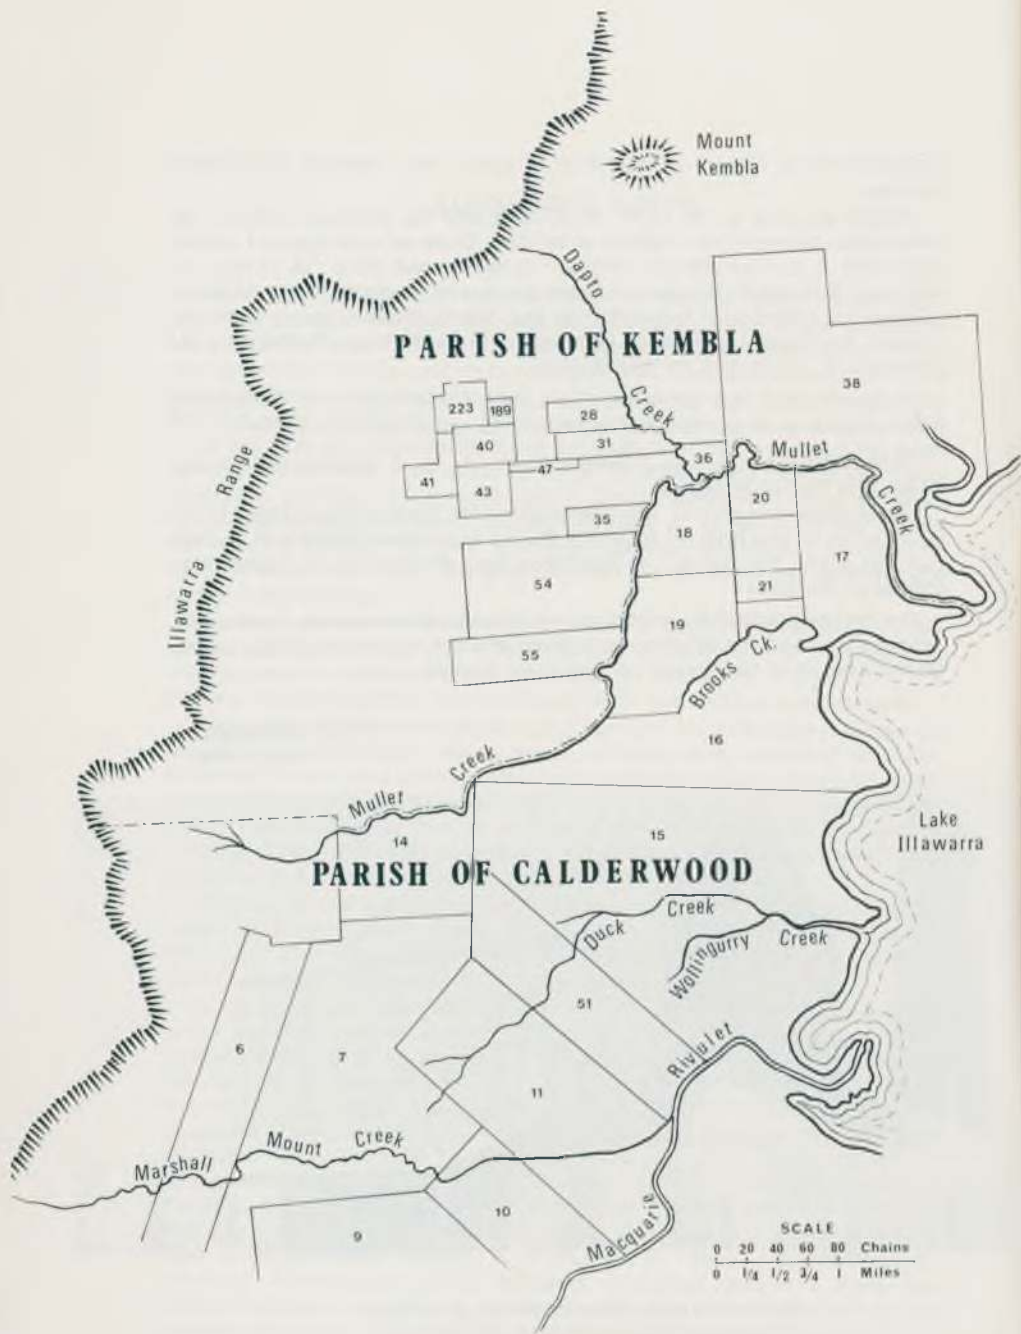 Mount
Kembla
Dapto
PARISH OF KEMBLA
38
Creek
223
189
28
40
31
36
Mullet
47
41
43
Creek
20
35
18
17
54
21
19
55
Brooks Ck.
16
Illawarra Range
Mullet Creek
14
15
Lake
Illawarra
PARISH OF CALDERWOOD
Duck Creek
Wollingurry Creek
51
6
7
11
Rivulet
Marshall Mount Creek
9
10
Macquarie
SCALE
0 20 40 60 80 Chains
0 1/4 1/2 3/4 1 Miles